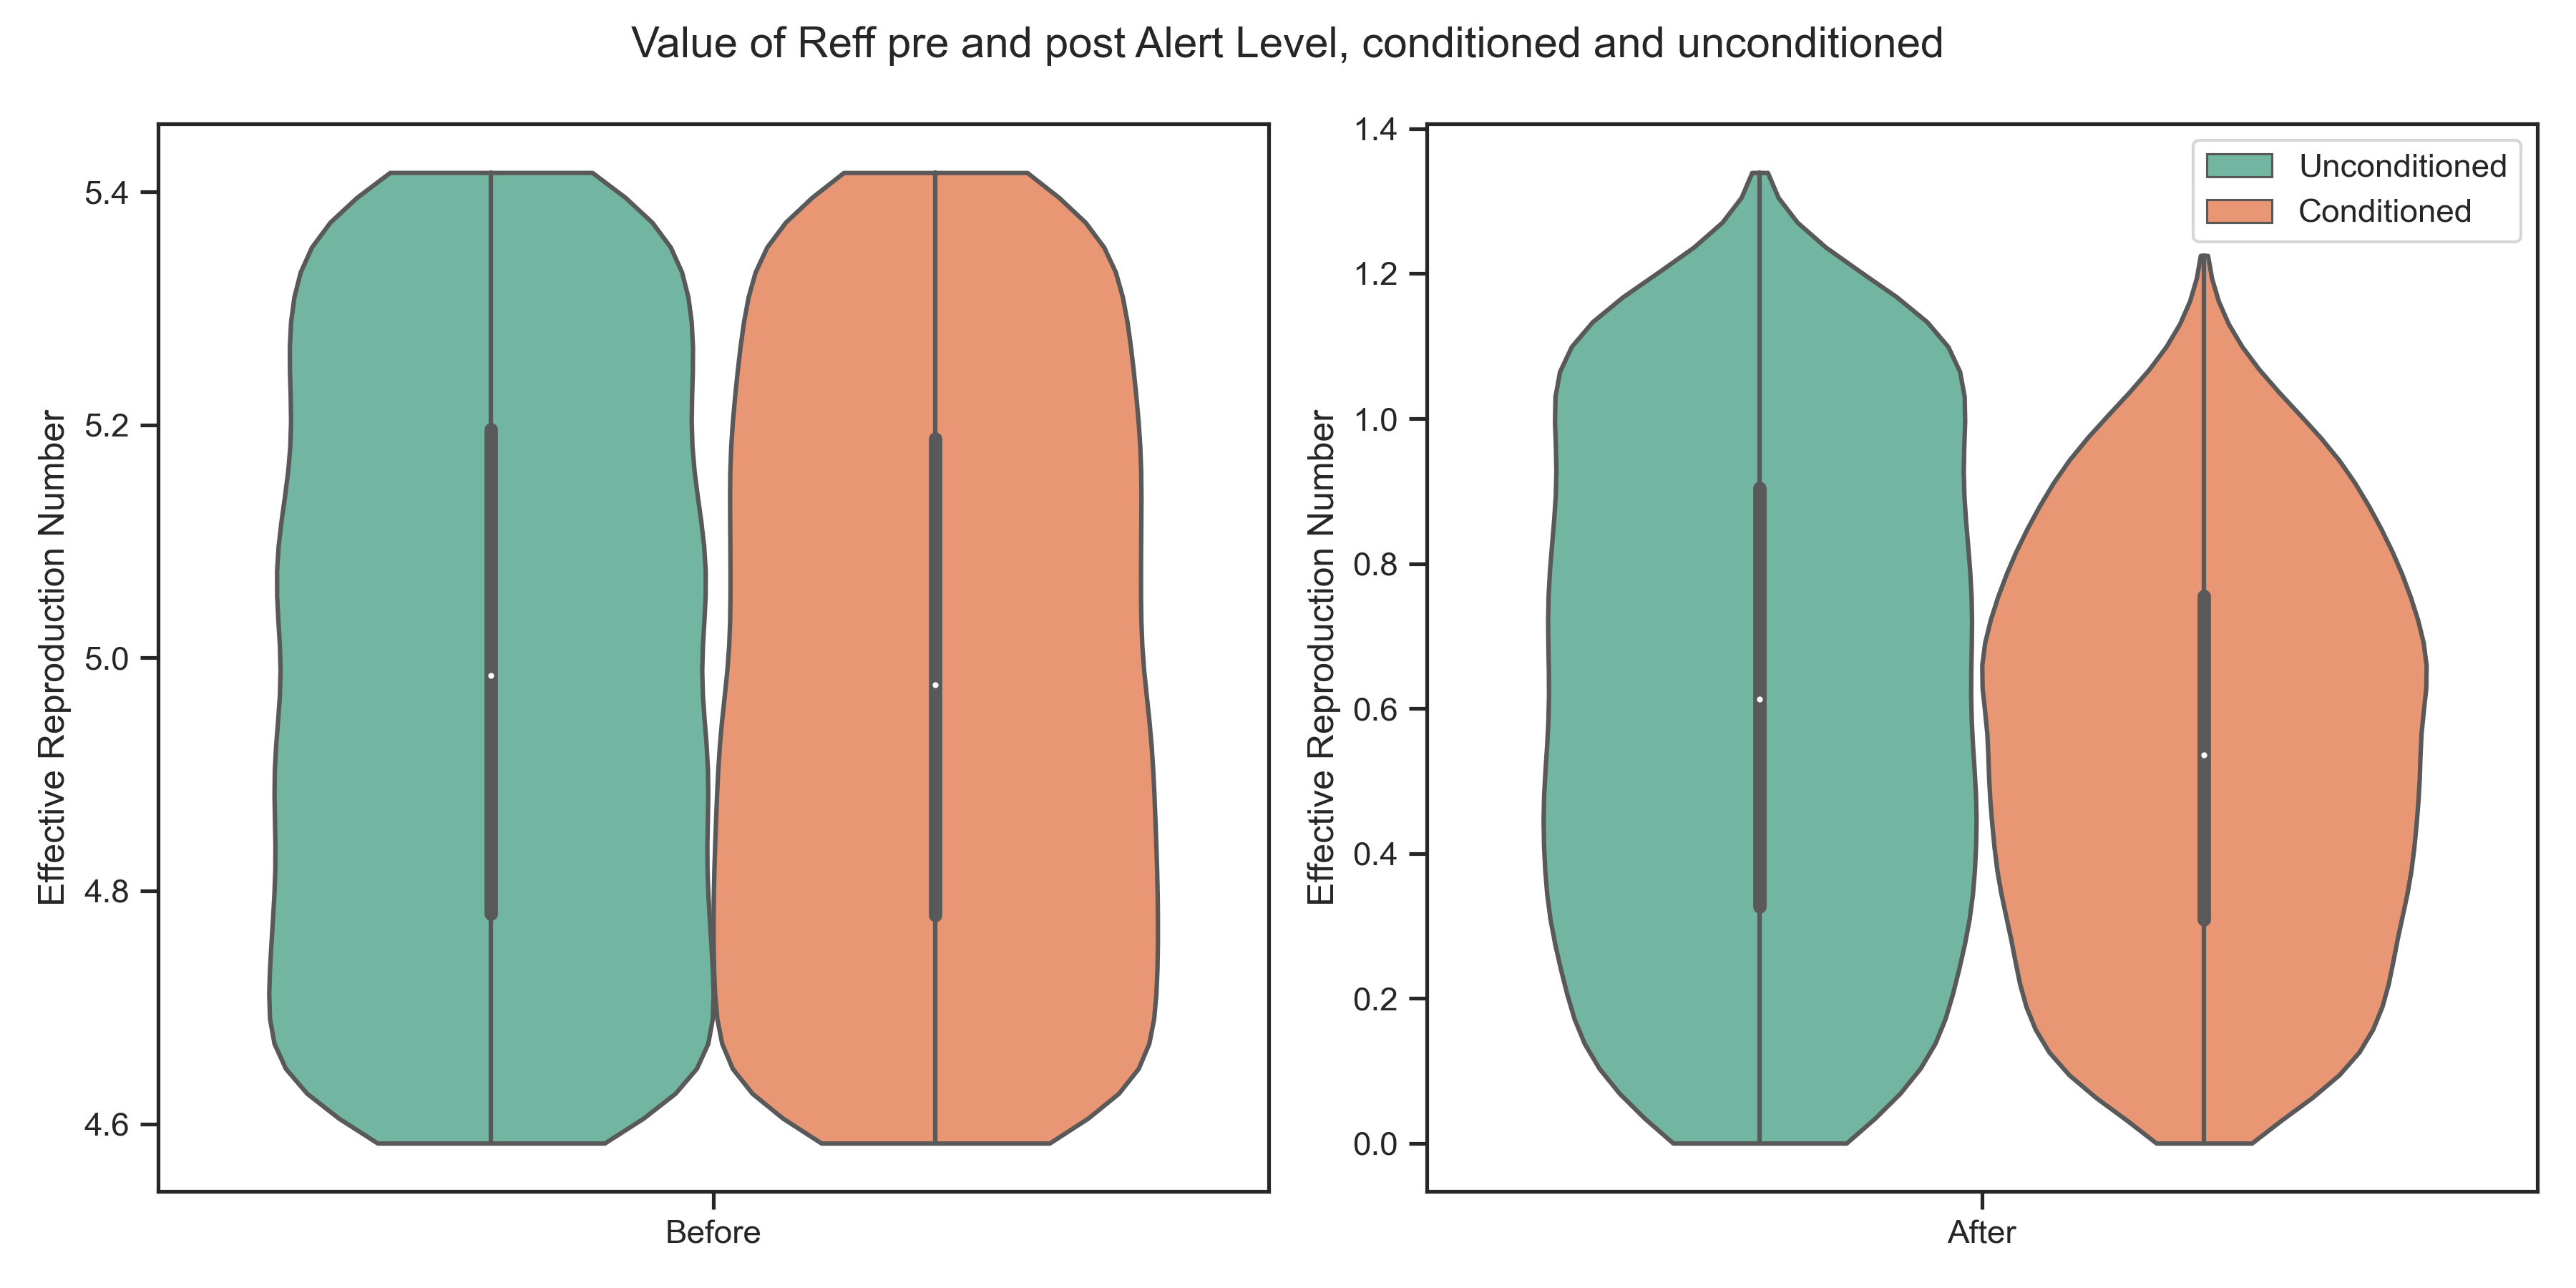 Value of Reff pre and post Alert Level, conditioned and unconditioned
Effective Reproduction Number
5.4
5.2
5.0
4.8
4.6
Before
Effective Reproduction Number
1.4
1.2
1.0
0.8
0.6
0.4
0.2
0.0
After
Unconditioned
Conditioned